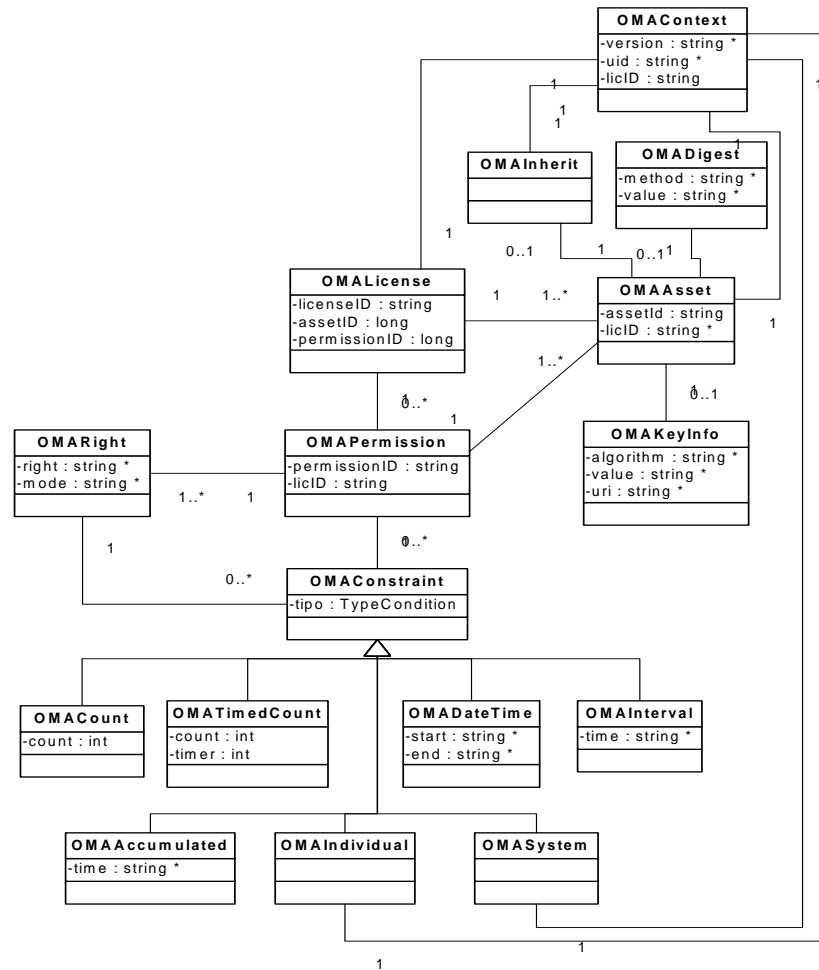 OMAContext
-version : string *
-uid : string *
-licID : string
1
1
1
1
1
1
OMAInherit
OMADigest
-method : string *
-value : string *
1
0..1
1
0..1
1
OMALicense
-licenseID : string
-assetID : long
-permissionID : long
1
1..*
OMAAsset
-assetId : string
-licID : string *
1
1..*
1
0..1
1
0..*
1
OMARight
-right : string *
-mode : string *
OMAPermission
-permissionID : string
-licID : string
OMAKeyInfo
-algorithm : string *
-value : string *
-uri : string *
1..*
1
1
1
0..*
0..*
OMAConstraint
-tipo : TypeCondition
OMACount
-count : int
OMATimedCount
-count : int
-timer : int
OMADateTime
-start : string *
-end : string *
OMAInterval
-time : string *
OMAAccumulated
-time : string *
OMAIndividual
OMASystem
1
1